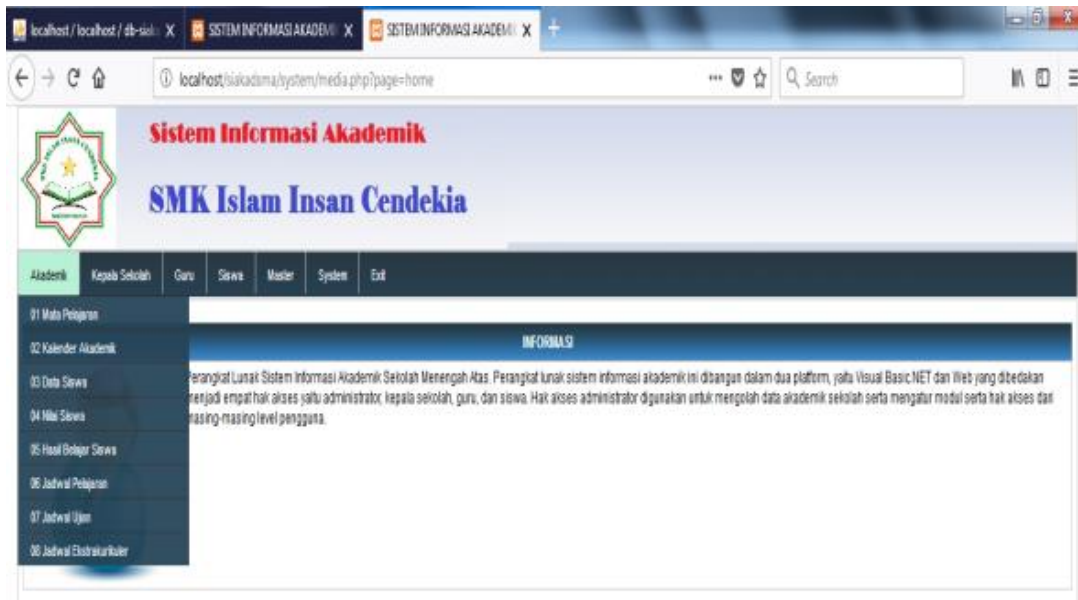 localhost / localhost / db-siak
SISTEM INFORMASI AKADEMI
SISTEM INFORMASI AKADEMI
localhost/siakadsma/system/media.php?page=home
Search
Sistem Informasi Akademik
SMK Islam Insan Cendekia
Akademik Kepala Sekolah Guru Siswa Master System Exit
01 Mata Pelajaran
02 Kalender Akademik
03 Data Siswa
04 Nilai Siswa
05 Hasil Belajar Siswa
06 Jadwal Pelajaran
07 Jadwal Ujian
08 Jadwal Ekstrakurikuler
INFORMASI
Perangkat Lunak Sistem Informasi Akademik Sekolah Menengah Atas. Perangkat lunak sistem informasi akademik ini dibangun dalam dua platform, yaitu Visual Basic.NET dan Web yang dibedakan
menjadi empat hak akses yaitu administrator, kepala sekolah, guru, dan siswa. Hak akses administrator digunakan untuk mengolah data akademik sekolah serta mengatur modul serta hak akses dari
masing-masing level pengguna.